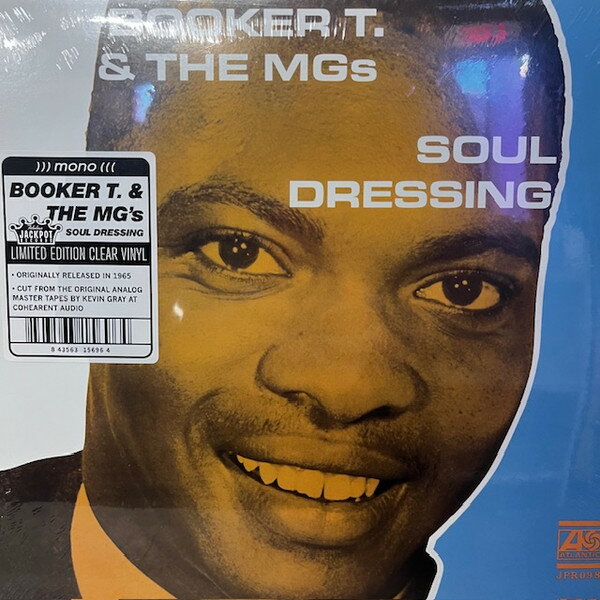 BOOKER T.
& THE MGs
SOUL
DRESSING
))) mono (((
BOOKER T. &
THE MG's
SOUL DRESSING
JACKPOT
RECORDS
LIMITED EDITION CLEAR VINYL
• ORIGINALLY RELEASED IN 1965
• CUT FROM THE ORIGINAL ANALOG
MASTER TAPES BY KEVIN GRAY AT
COHEARENT AUDIO
8 43563 15696 4
ATLANTIC
JPR098